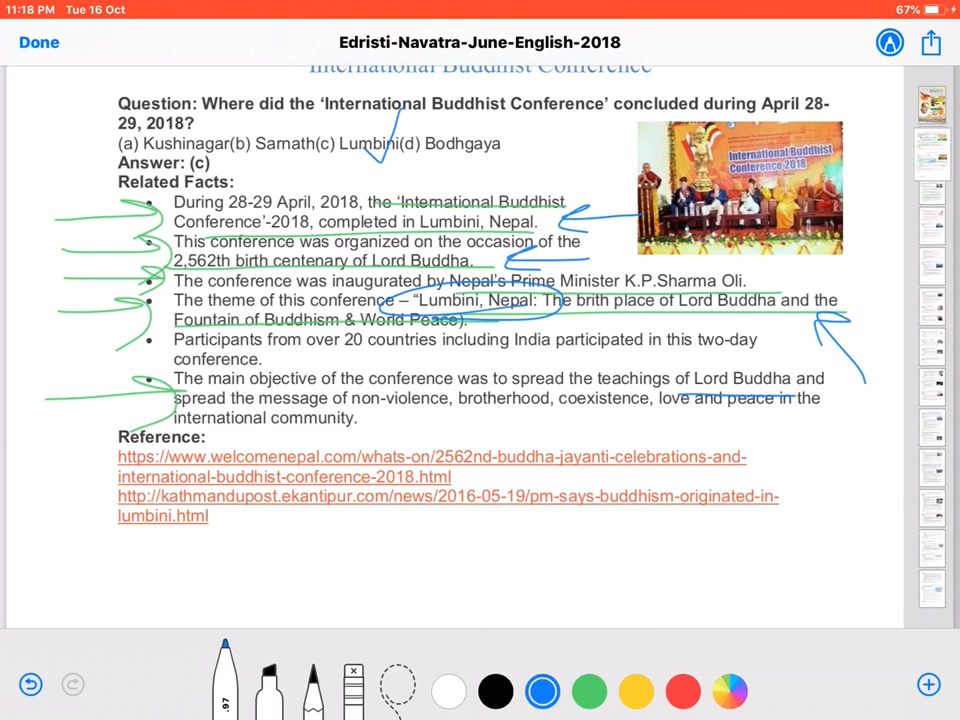 11:18 PM Tue 16 Oct 67%
Done Edristi-Navatra-June-English-2018
International Buddhist Conference
Question: Where did the ‘International Buddhist Conference’ concluded during April 28-
29, 2018?
(a) Kushinagar(b) Sarnath(c) Lumbini(d) Bodhgaya
Answer: (c)
Related Facts:
International Buddhist
Conference 2018
• During 28-29 April, 2018, the ‘International Buddhist
Conference’-2018, completed in Lumbini, Nepal.
• This conference was organized on the occasion of the
2,562th birth centenary of Lord Buddha.
• The conference was inaugurated by Nepal’s Prime Minister K.P.Sharma Oli.
• The theme of this conference – “Lumbini, Nepal: The brith place of Lord Buddha and the
Fountain of Buddhism & World Peace).
• Participants from over 20 countries including India participated in this two-day
conference.
• The main objective of the conference was to spread the teachings of Lord Buddha and
spread the message of non-violence, brotherhood, coexistence, love and peace in the
international community.
Reference:
https://www.welcomenepal.com/whats-on/2562nd-buddha-jayanti-celebrations-and-
international-buddhist-conference-2018.html
http://kathmandupost.ekantipur.com/news/2016-05-19/pm-says-buddhism-originated-in-
lumbini.html
.97